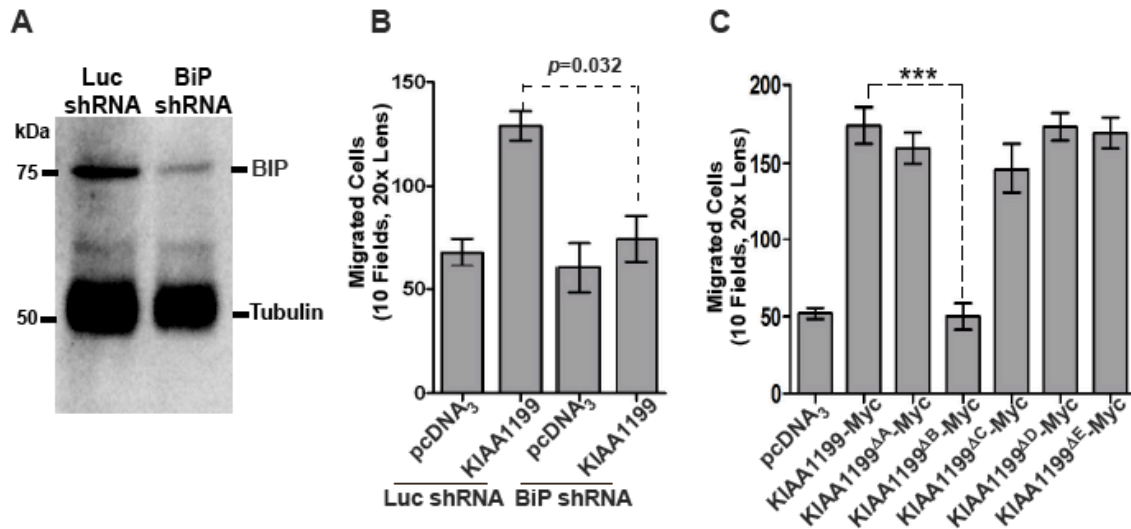 A
Luc
shRNA
BiP
shRNA
kDa
75
BIP
50
Tubulin
B
p=0.032
Migrated Cells
(10 Fields, 20x Lens)
150
100
50
0
pcDNA₃
KIAA1199
pcDNA₃
KIAA1199
Luc shRNA
BiP shRNA
C
***
Migrated Cells
(10 Fields, 20x Lens)
200
150
100
50
0
pcDNA₃
KIAA1199-Myc
KIAA1199ΔA-Myc
KIAA1199ΔB-Myc
KIAA1199ΔC-Myc
KIAA1199ΔD-Myc
KIAA1199ΔE-Myc